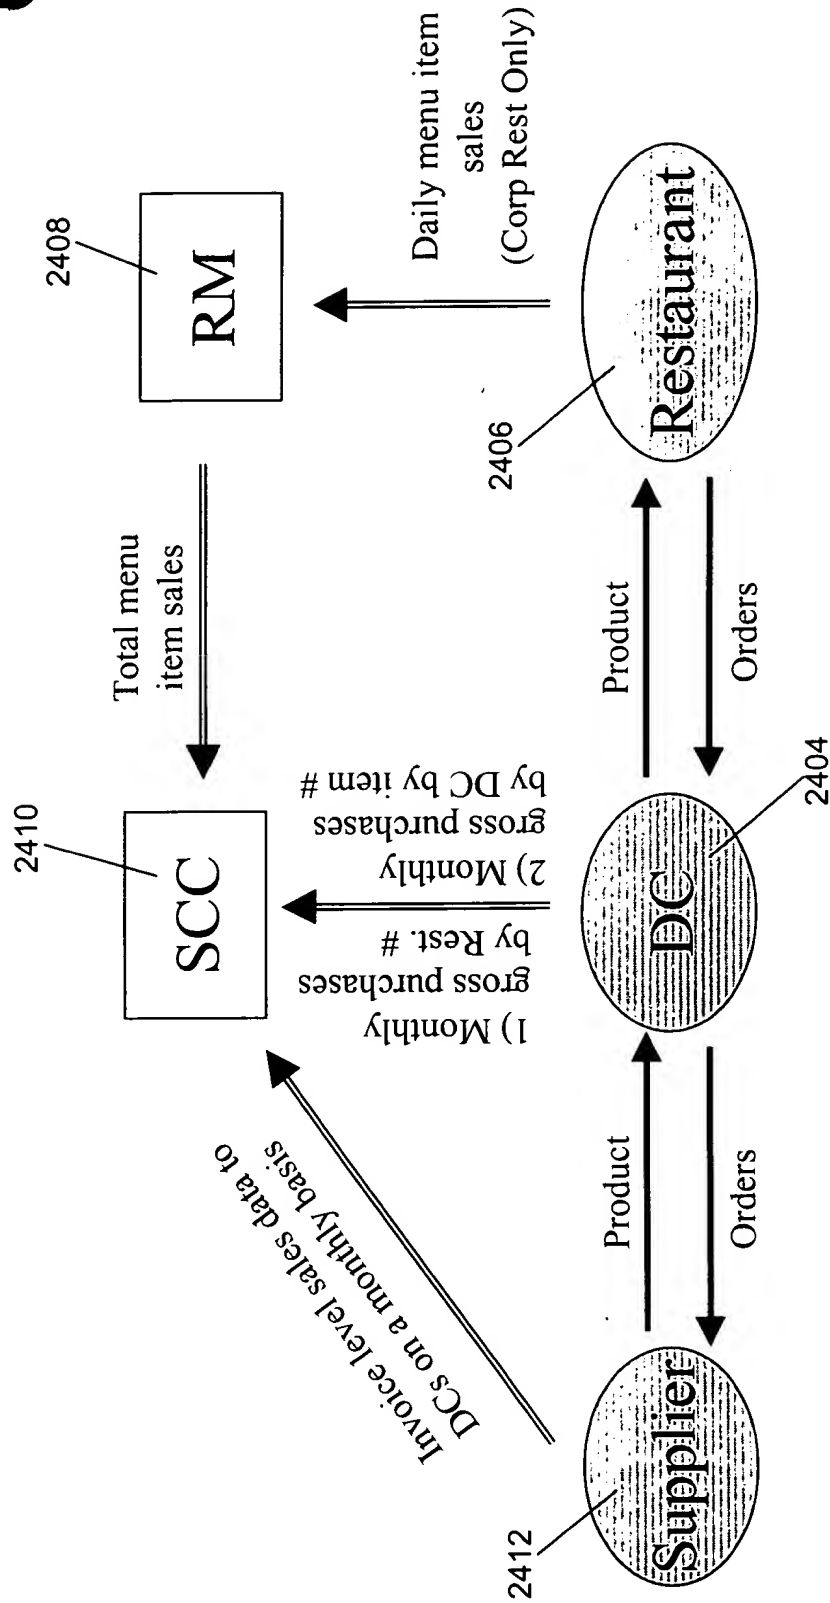 2410
SCC
2408
RM
Total menu
item sales
Invoice level sales data to
DCs on a monthly basis
1) Monthly
gross purchases
by Rest. #
2) Monthly
gross purchases
by DC by item #
Daily menu item
sales
(Corp Rest Only)
2412
Supplier
Product
Orders
DC
2404
Product
Orders
2406
Restaurant